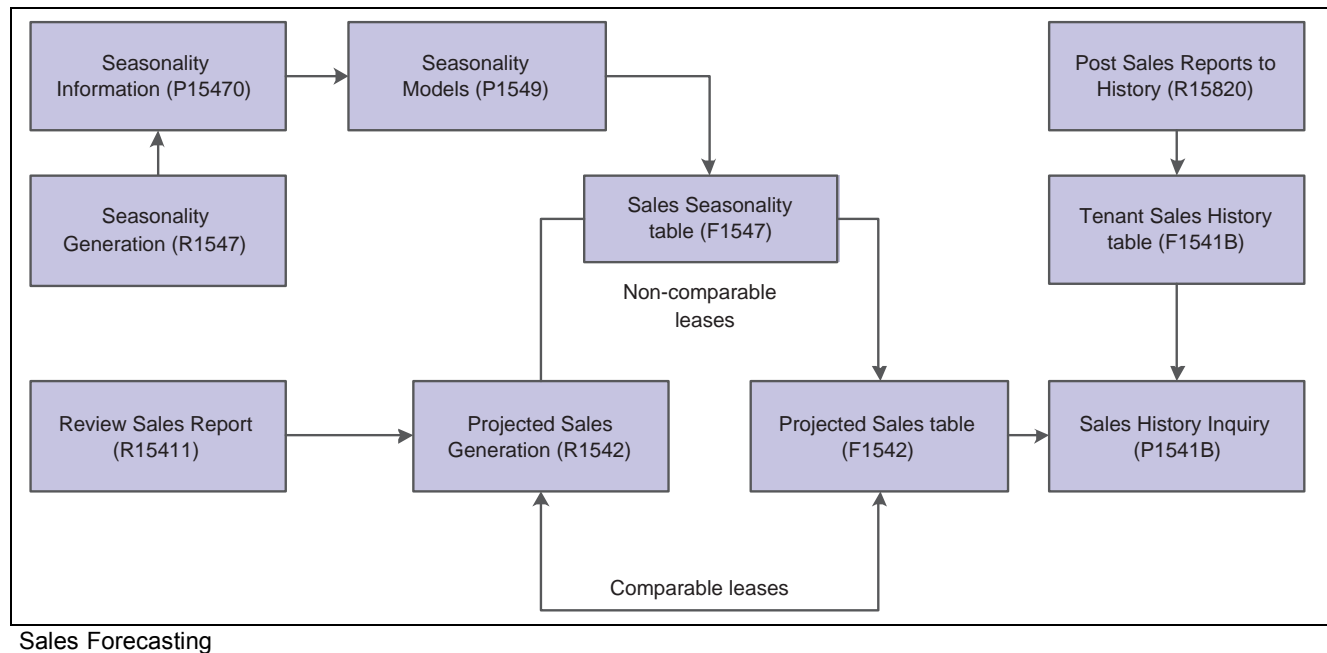 Seasonality
Information (P15470)
Seasonality
Models (P1549)
Post Sales Reports to
History (R15820)
Seasonality
Generation (R1547)
Sales Seasonality
table (F1547)
Tenant Sales History
table (F1541B)
Non-comparable
leases
Review Sales Report
(R15411)
Projected Sales
Generation (R1542)
Projected Sales table
(F1542)
Sales History Inquiry
(P1541B)
Comparable leases
Sales Forecasting